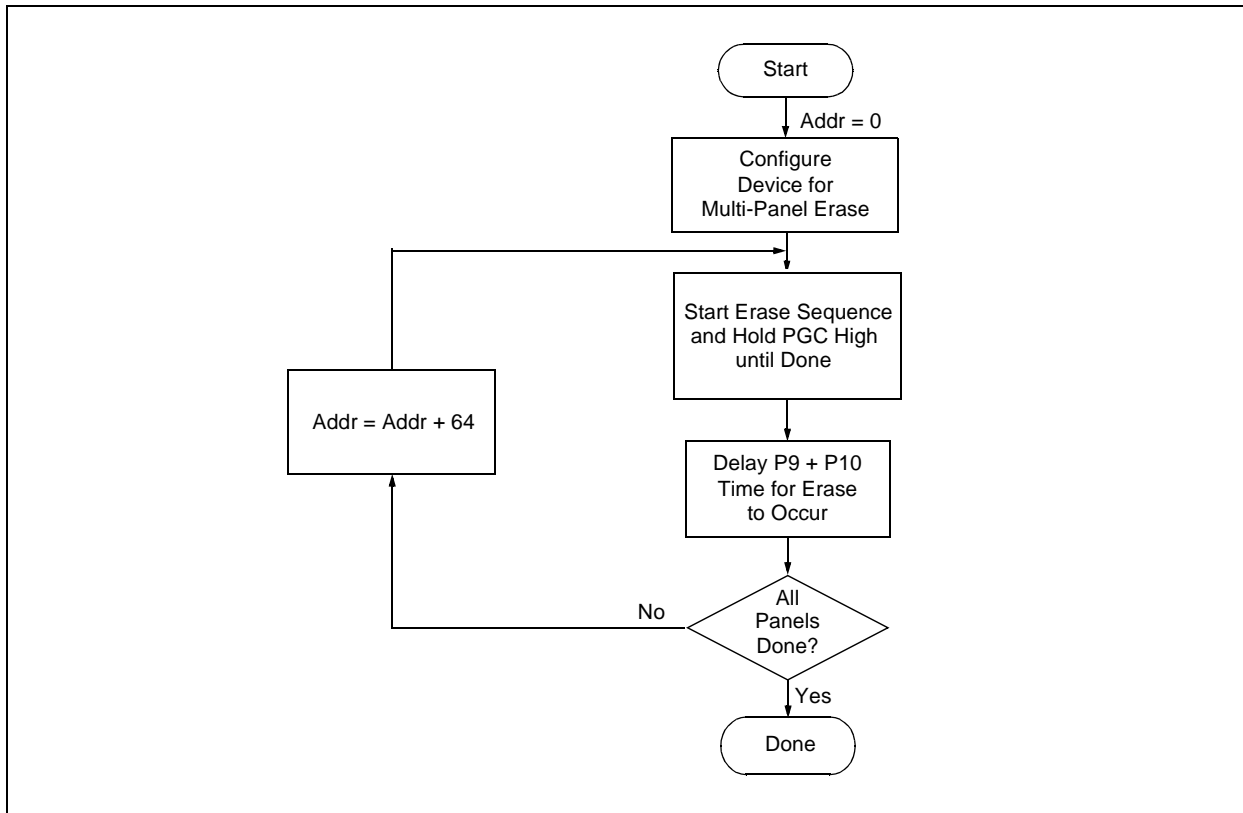 Start
Addr = 0
Configure
Device for
Multi-Panel Erase
Start Erase Sequence
and Hold PGC High
until Done
Addr = Addr + 64
Delay P9 + P10
Time for Erase
to Occur
All
Panels
Done?
No
Yes
Done